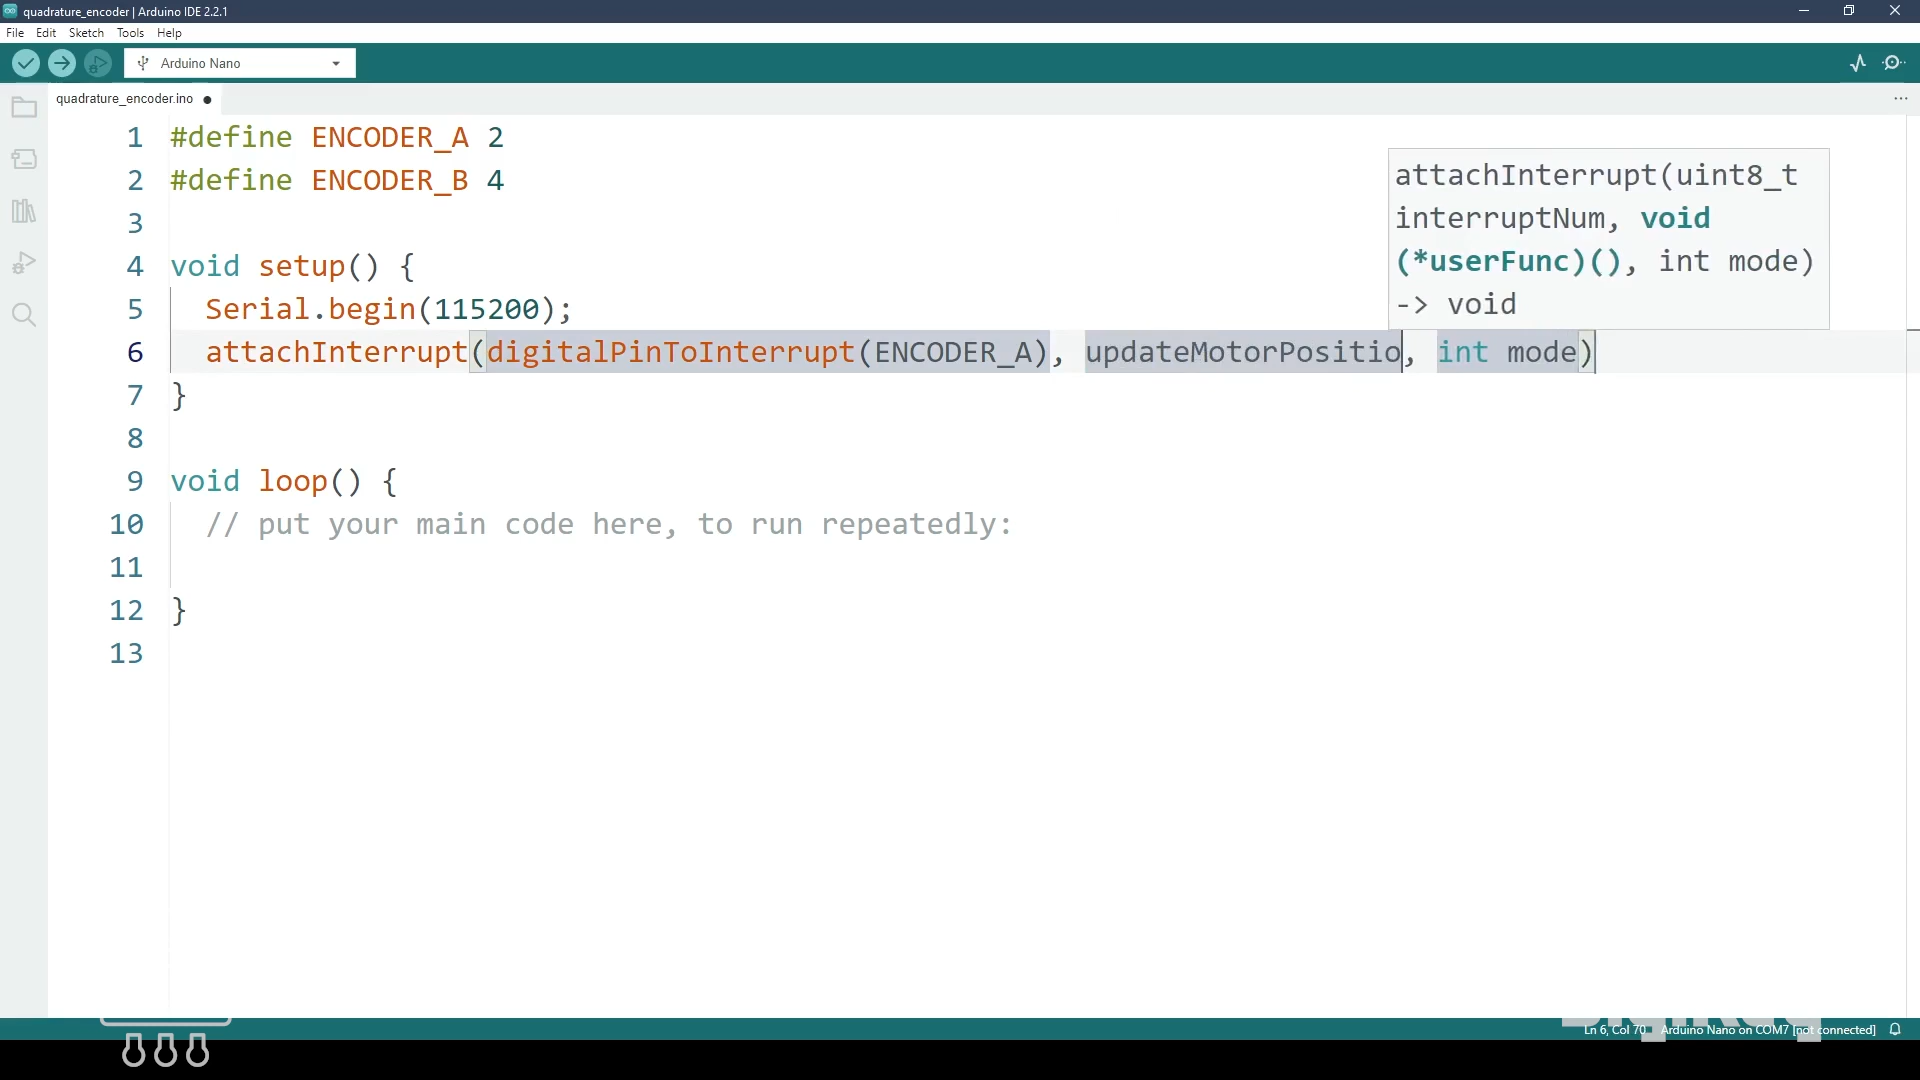 quadrature_encoder | Arduino IDE 2.2.1
File Edit Sketch Tools Help
Arduino Nano
quadrature_encoder.ino
1 #define ENCODER_A 2
2 #define ENCODER_B 4
3
4 void setup() {
5 Serial.begin(115200);
6 attachInterrupt(digitalPinToInterrupt(ENCODER_A), updateMotorPositio, int mode)
7 }
8
9 void loop() {
10 // put your main code here, to run repeatedly:
11
12 }
13
attachInterrupt(uint8_t
interruptNum, void
(*userFunc)(), int mode)
-> void
Ln 6, Col 70 Arduino Nano on COM7 [not connected]